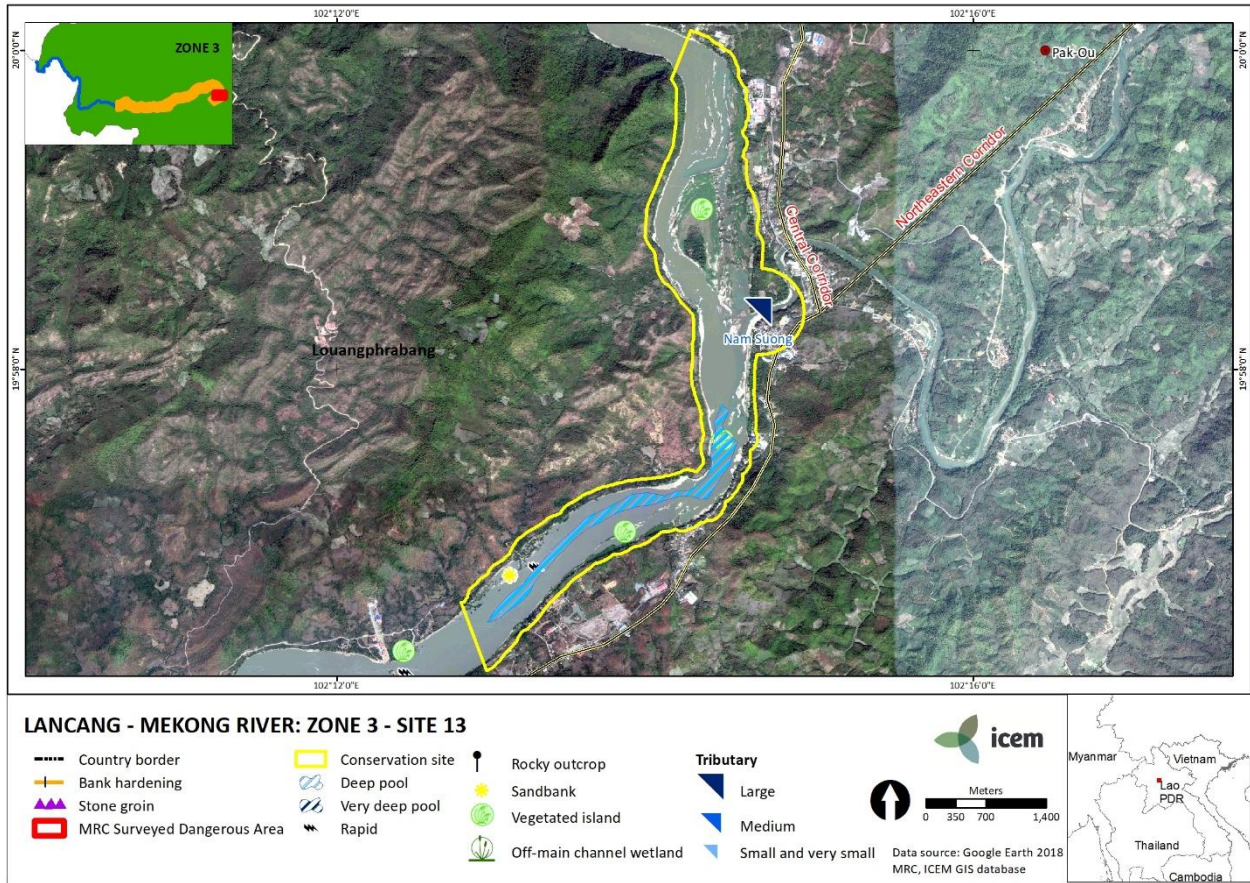 102°12'0"E
102°16'0"E
20°0'0"N
20°0'0"N
ZONE 3
Pak-Ou
Northeastern Corridor
Central Corridor
Nam Suong
Louangphrabang
19°58'0"N
19°58'0"N
102°12'0"E
102°16'0"E
LANCANG - MEKONG RIVER: ZONE 3 - SITE 13
Country border
Bank hardening
Stone groin
MRC Surveyed Dangerous Area
Conservation site
Deep pool
Very deep pool
Rapid
Rocky outcrop
Sandbank
Vegetated island
Off-main channel wetland
Tributary
Large
Medium
Small and very small
icem
Meters
0 350 700 1,400
Data source: Google Earth 2018
MRC, ICEM GIS database
Myanmar
Vietnam
Lao
PDR
Thailand
Cambodia